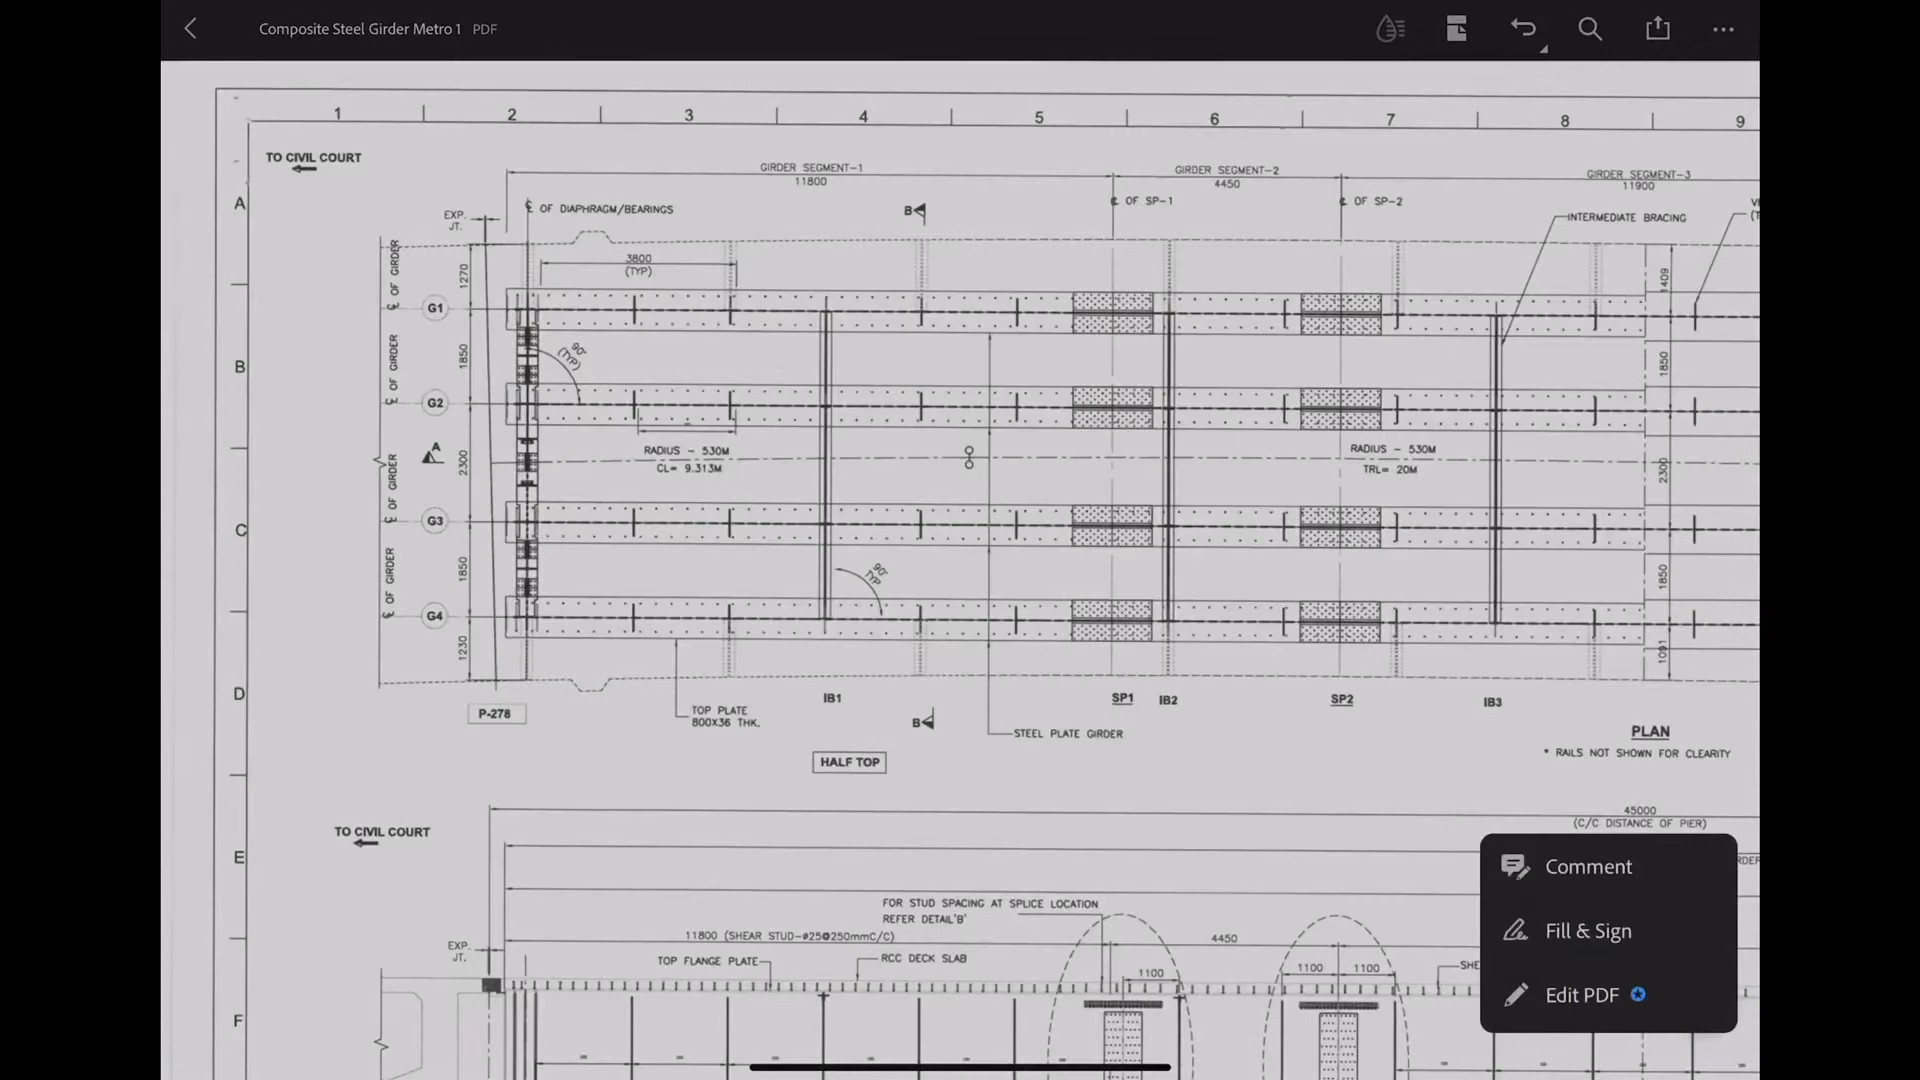 Composite Steel Girder Metro 1 PDF
1 2 3 4 5 6 7 8 9
TO CIVIL COURT
GIRDER SEGMENT-1
11800
GIRDER SEGMENT-2
4450
GIRDER SEGMENT-3
11900
A
EXP.
JT.
℄ OF DIAPHRAGM/BEARINGS
B
℄ OF SP-1
℄ OF SP-2
INTERMEDIATE BRACING
3800
(TYP)
1270
1409
℄ OF GIRDER
G1
B
1850
90°
(TYP)
1850
℄ OF GIRDER
G2
A
2300
RADIUS - 530M
CL= 9.313M
RADIUS - 530M
TRL= 20M
2300
℄ OF GIRDER
G3
C
1850
90°
TYP
1850
℄ OF GIRDER
G4
1230
1091
D
P-278
TOP PLATE
800X36 THK.
IB1
B
SP1
IB2
SP2
IB3
STEEL PLATE GIRDER
PLAN
* RAILS NOT SHOWN FOR CLEARITY
HALF TOP
45000
(C/C DISTANCE OF PIER)
TO CIVIL COURT
E
Comment
Fill & Sign
Edit PDF
FOR STUD SPACING AT SPLICE LOCATION
REFER DETAIL'B'
11800 (SHEAR STUD-ø25@250mmC/C)
4450
EXP.
JT.
TOP FLANGE PLATE
RCC DECK SLAB
1100
1100
1100
SHE
F